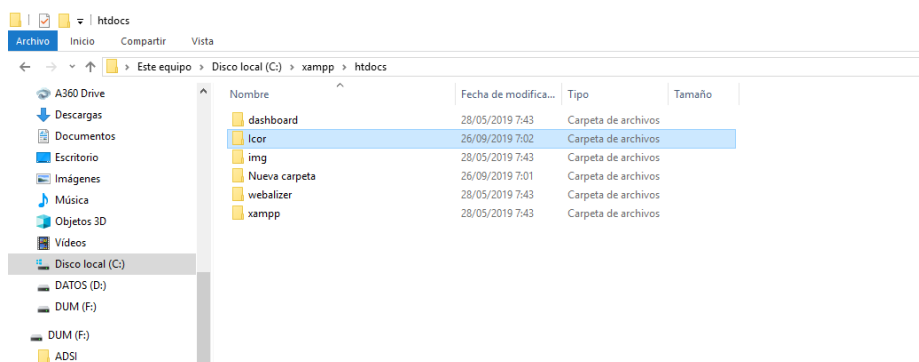 htdocs
Archivo Inicio Compartir Vista
Este equipo > Disco local (C:) > xampp > htdocs
A360 Drive
Descargas
Documentos
Escritorio
Imágenes
Música
Objetos 3D
Vídeos
Disco local (C:)
DATOS (D:)
DUM (F:)
DUM (F:)
ADSI
Nombre Fecha de modifica... Tipo Tamaño
dashboard 28/05/2019 7:43 Carpeta de archivos
Icor 26/09/2019 7:02 Carpeta de archivos
img 28/05/2019 7:43 Carpeta de archivos
Nueva carpeta 26/09/2019 7:01 Carpeta de archivos
webalizer 28/05/2019 7:43 Carpeta de archivos
xampp 28/05/2019 7:43 Carpeta de archivos